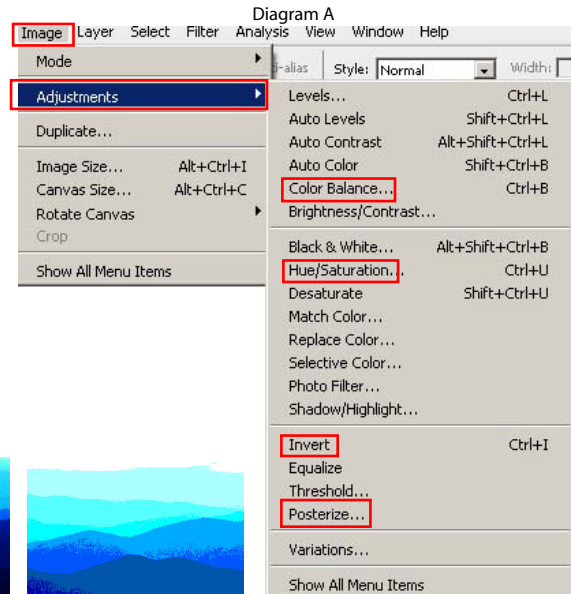 Diagram A
Image Layer Select Filter Analysis View Window Help
Mode
Adjustments
Duplicate...
Image Size... Alt+Ctrl+I
Canvas Size... Alt+Ctrl+C
Rotate Canvas
Crop
Show All Menu Items
Style: Normal Width:
Levels... Ctrl+L
Auto Levels Shift+Ctrl+L
Auto Contrast Alt+Shift+Ctrl+L
Auto Color Shift+Ctrl+B
Color Balance... Ctrl+B
Brightness/Contrast...
Black & White... Alt+Shift+Ctrl+B
Hue/Saturation... Ctrl+U
Desaturate Shift+Ctrl+U
Match Color...
Replace Color...
Selective Color...
Photo Filter...
Shadow/Highlight...
Invert Ctrl+I
Equalize
Threshold...
Posterize...
Variations...
Show All Menu Items